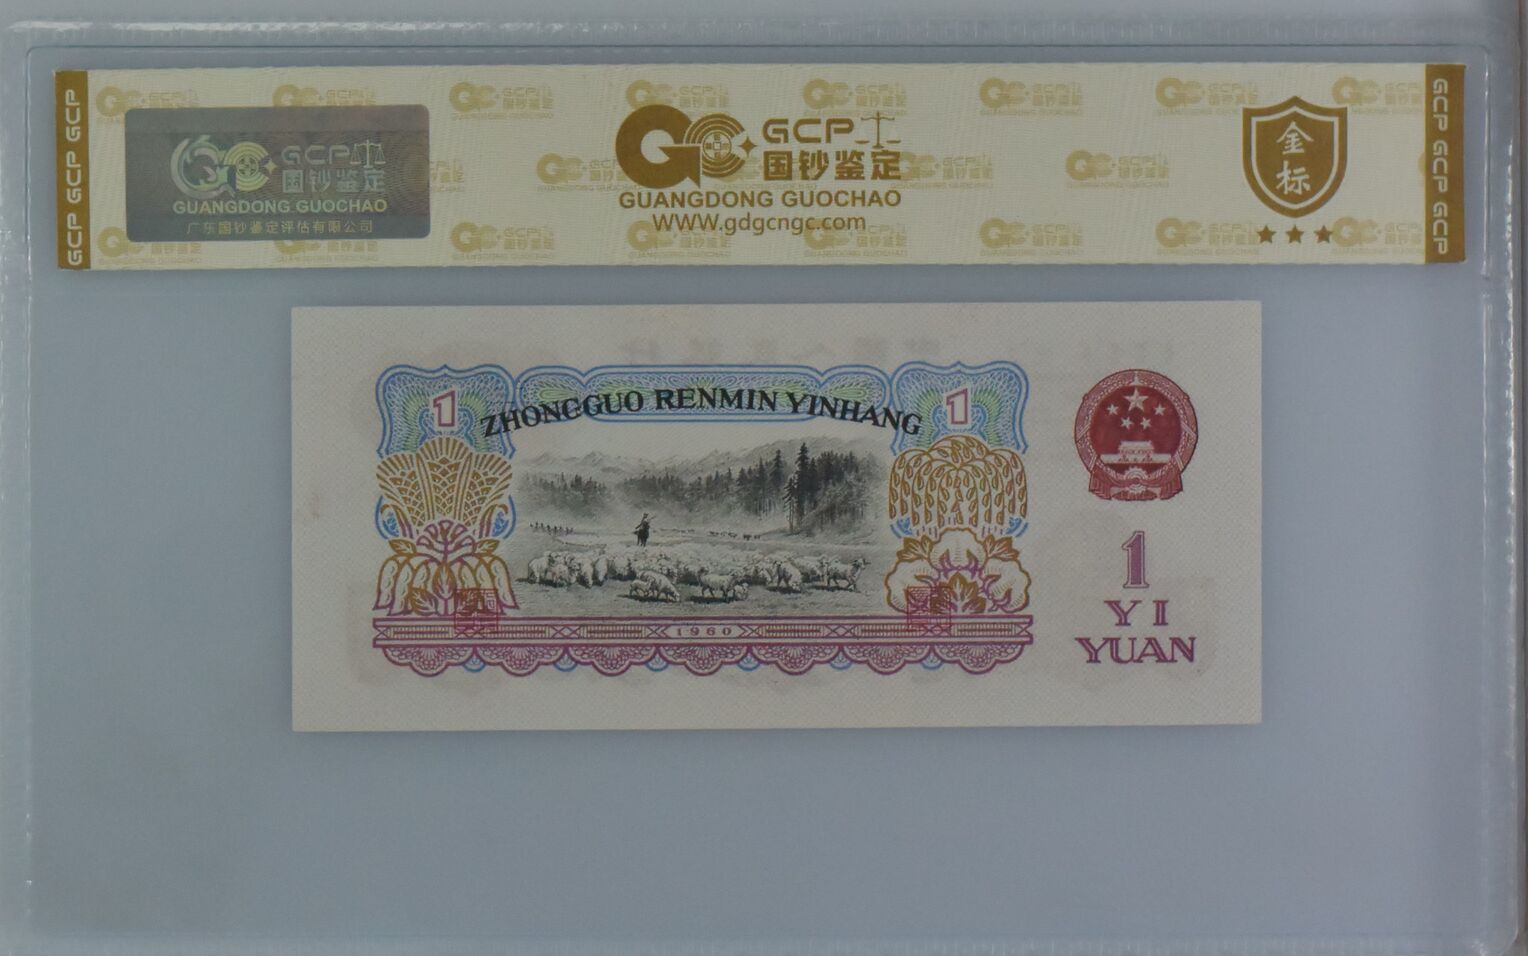 GCP GCP GCP
GCP
国钞鉴定
GUANGDONG GUOCHAO
广东国钞鉴定评估有限公司
GCP
国钞鉴定
GUANGDONG GUOCHAO
WWW.gdgcngc.com
金
标
GCP GCP GCP
1
ZHONGGUO RENMIN YINHANG
1
1960
1
YI
YUAN